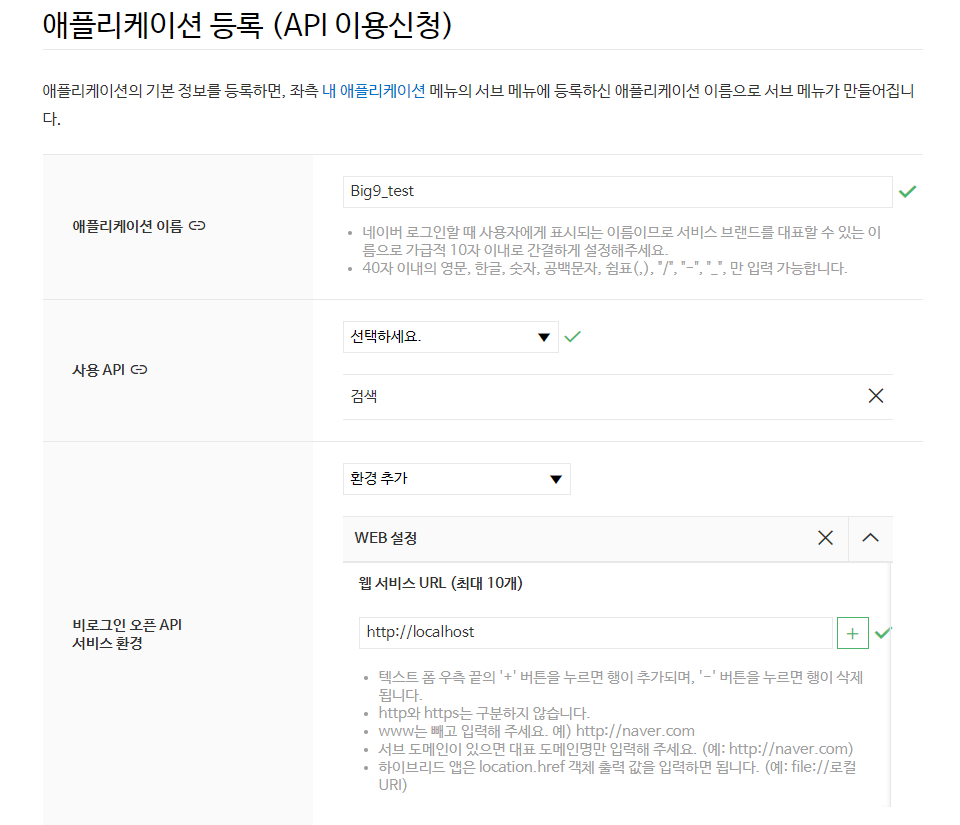 애플리케이션 등록 (API 이용신청)
애플리케이션의 기본 정보를 등록하면, 좌측 내 애플리케이션 메뉴의 서브 메뉴에 등록하신 애플리케이션 이름으로 서브 메뉴가 만들어집니
다.
애플리케이션 이름
Big9_test
• 네이버 로그인할 때 사용자에게 표시되는 이름이므로 서비스 브랜드를 대표할 수 있는 이
름으로 가급적 10자 이내로 간결하게 설정해주세요.
• 40자 이내의 영문, 한글, 숫자, 공백문자, 쉼표(,), "/", "-", "_", 만 입력 가능합니다.
사용 API
선택하세요.
검색
비로그인 오픈 API
서비스 환경
환경 추가
WEB 설정
웹 서비스 URL (최대 10개)
http://localhost
• 텍스트 폼 우측 끝의 '+' 버튼을 누르면 행이 추가되며, '-' 버튼을 누르면 행이 삭제
됩니다.
• http와 https는 구분하지 않습니다.
• www는 빼고 입력해 주세요. 예) http://naver.com
• 서브 도메인이 있으면 대표 도메인명만 입력해 주세요. (예: http://naver.com)
• 하이브리드 앱은 location.href 객체 출력 값을 입력하면 됩니다. (예: file://로컬
URI)